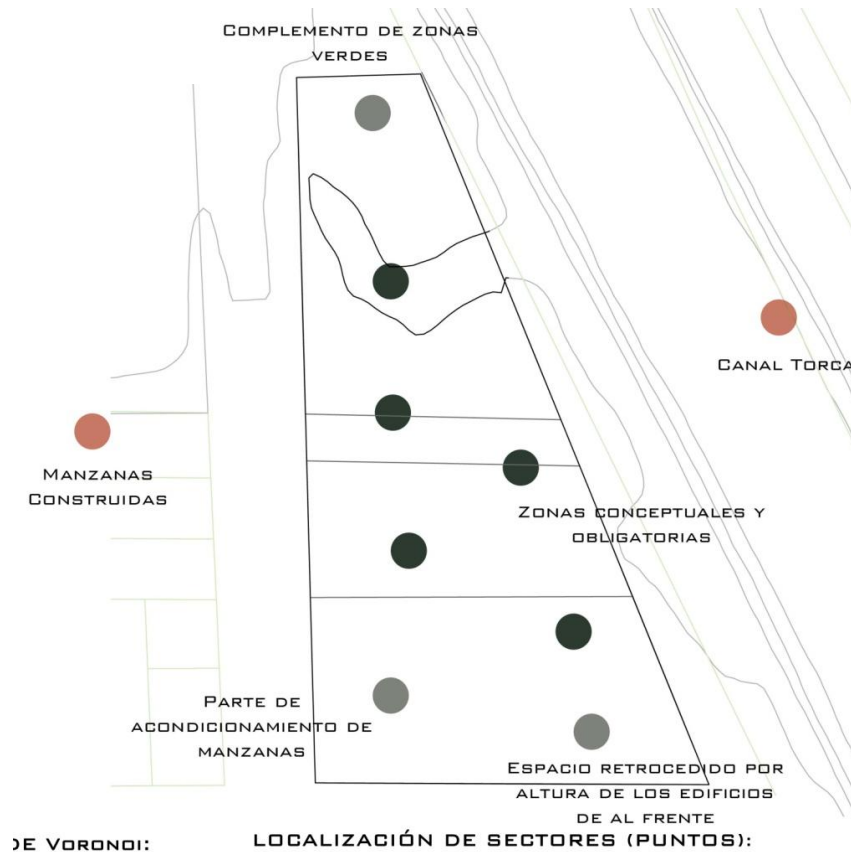 COMPLEMENTO DE ZONAS
VERDES
CANAL TORCA
MANZANAS
CONSTRUIDAS
ZONAS CONCEPTUALES Y
OBLIGATORIAS
PARTE DE
ACONDICIONAMIENTO DE
MANZANAS
ESPACIO RETROCEDIDO POR
ALTURA DE LOS EDIFICIOS
DE AL FRENTE
DE VORONOI:
LOCALIZACIÓN DE SECTORES (PUNTOS):